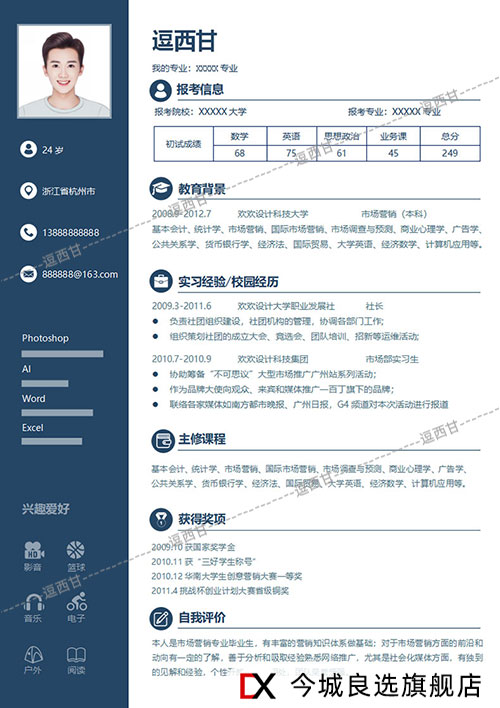 逗西甘
我的专业：XXXXX 专业
24 岁
浙江省杭州市
13888888888
888888@163.com
Photoshop
AI
Word
Excel
兴趣爱好
影音 篮球
音乐 电子
户外 阅读
报考信息
报考院校：XXXXX 大学 报考专业：XXXXX 专业
初试成绩 数学 英语 思想政治 业务课 总分
68 75 61 45 249
教育背景
2008.9-2012.7 欢欢设计科技大学 市场营销（本科）
基本会计、统计学、市场营销、国际市场营销、市场调查与预测、商业心理学、广告学、
公共关系学、货币银行学、经济法、国际贸易、大学英语、经济数学、计算机应用等。
实习经验/校园经历
2009.3-2011.6 欢欢设计大学职业发展社 社长
● 负责社团组织建设，社团机构的管理，协调各部门工作;
● 组织策划社团的成立大会、竞选会、团队培训、招新等运维活动;
2010.7-2010.9 欢欢设计科技集团 市场部实习生
● 协助筹备“不可思议”大型市场推广广州站系列活动；
● 作为品牌大使向观众、来宾和媒体推广一百丁旗下的品牌；
● 联络各家媒体如南方都市晚报、广州日报，G4 频道对本次活动进行报道
主修课程
基本会计、统计学、市场营销、国际市场营销、市场调查与预测、商业心理学、广告学、
公共关系学、货币银行学、经济法、国际贸易、大学英语、经济数学、计算机应用等。
获得奖项
2009.10 获国家奖学金
2010.11 获“三好学生称号”
2010.12 华南大学生创意营销大赛一等奖
2011.4 挑战杯创业计划大赛省级铜奖
自我评价
本人是市场营销专业毕业生，有丰富的营销知识体系做基础；对于市场营销方面的前沿和
动向有一定的了解，善于分析和吸取经验熟悉网络推广，尤其是社会化媒体方面，有独到
的见解和经验，个性
DX 今城良选旗舰店
逗西甘
逗西甘
逗西甘
逗西甘
逗西甘
逗西甘